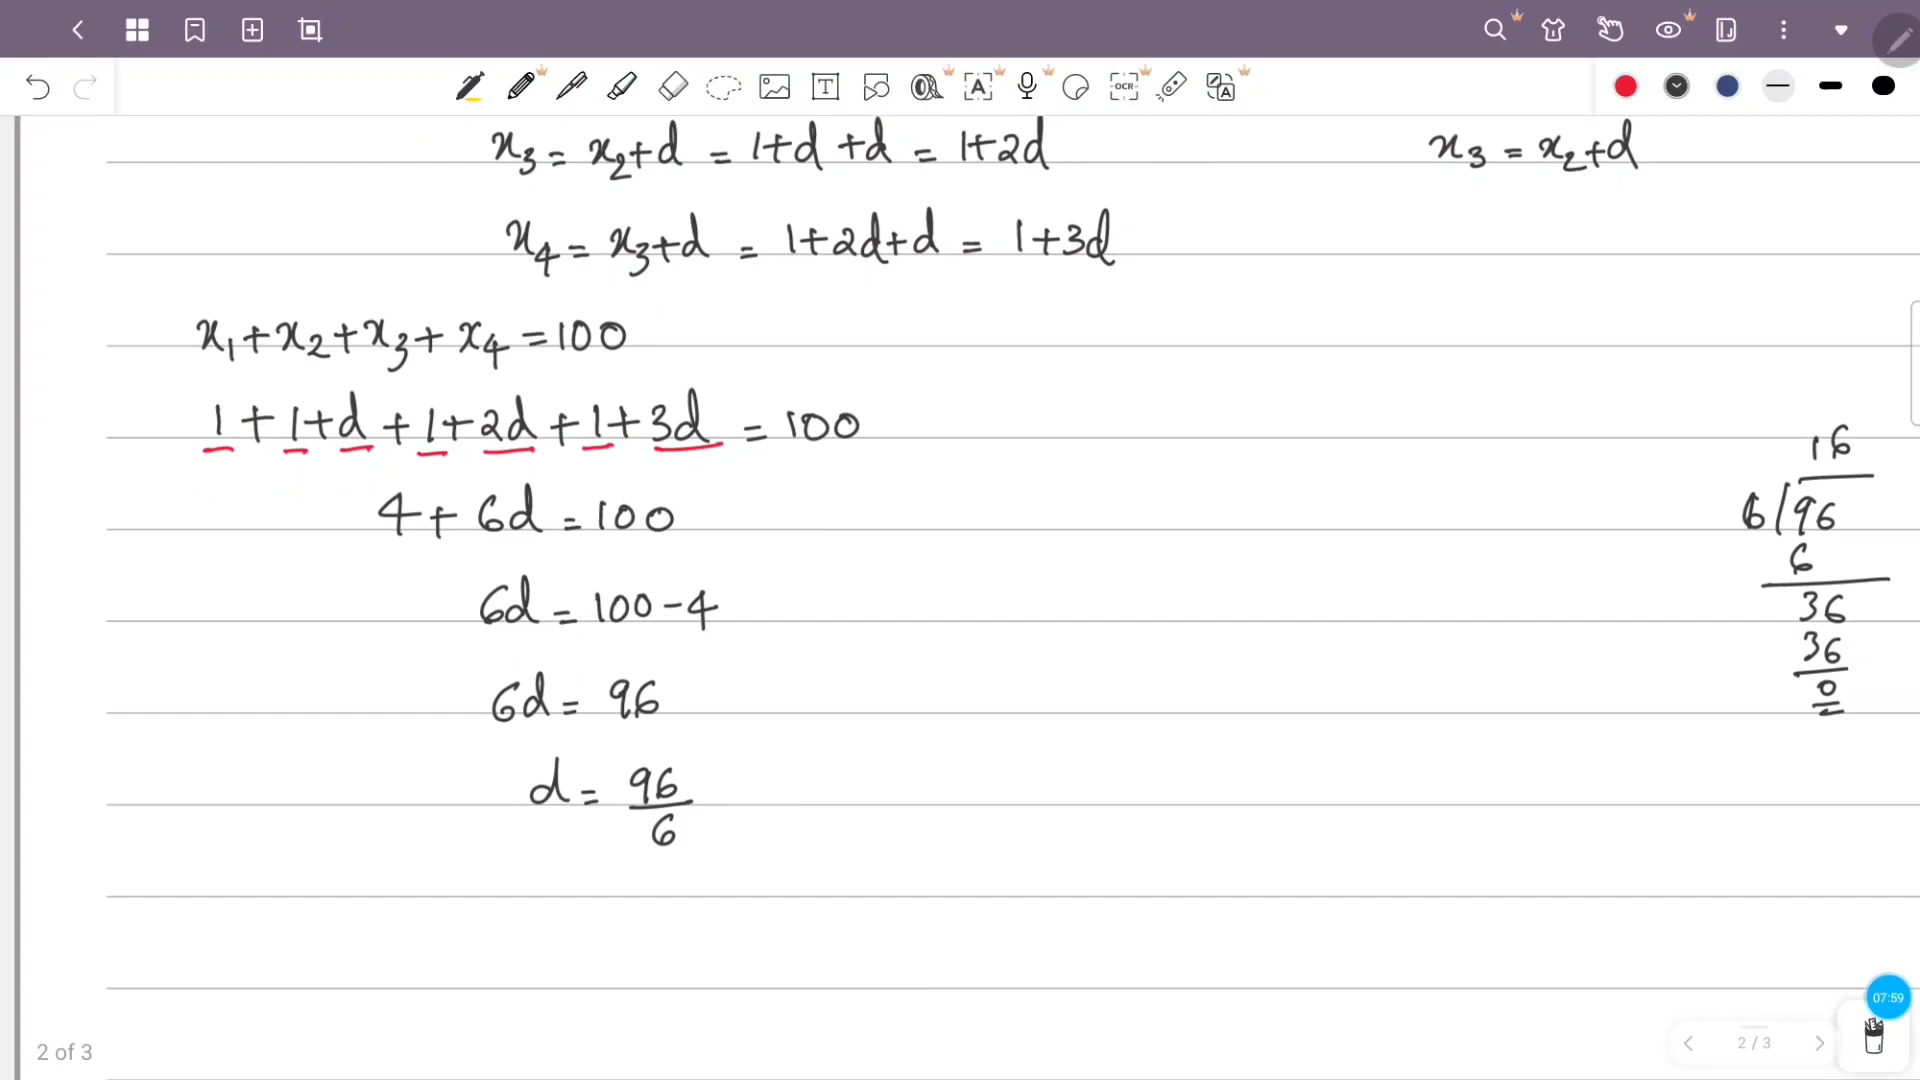 x₃ = x₂+d = 1+d +d = 1+2d
x₃ = x₂+d
x₄ = x₃+d = 1+2d+d = 1+3d
x₁+x₂+x₃+x₄ =100
1 + 1+d +1+2d +1+3d = 100
4 + 6d = 100
6d = 100-4
6d = 96
d = 96/6
16
6/96
6
36
36
0
T
A
OCR
A
07:59
2 of 3
2 / 3